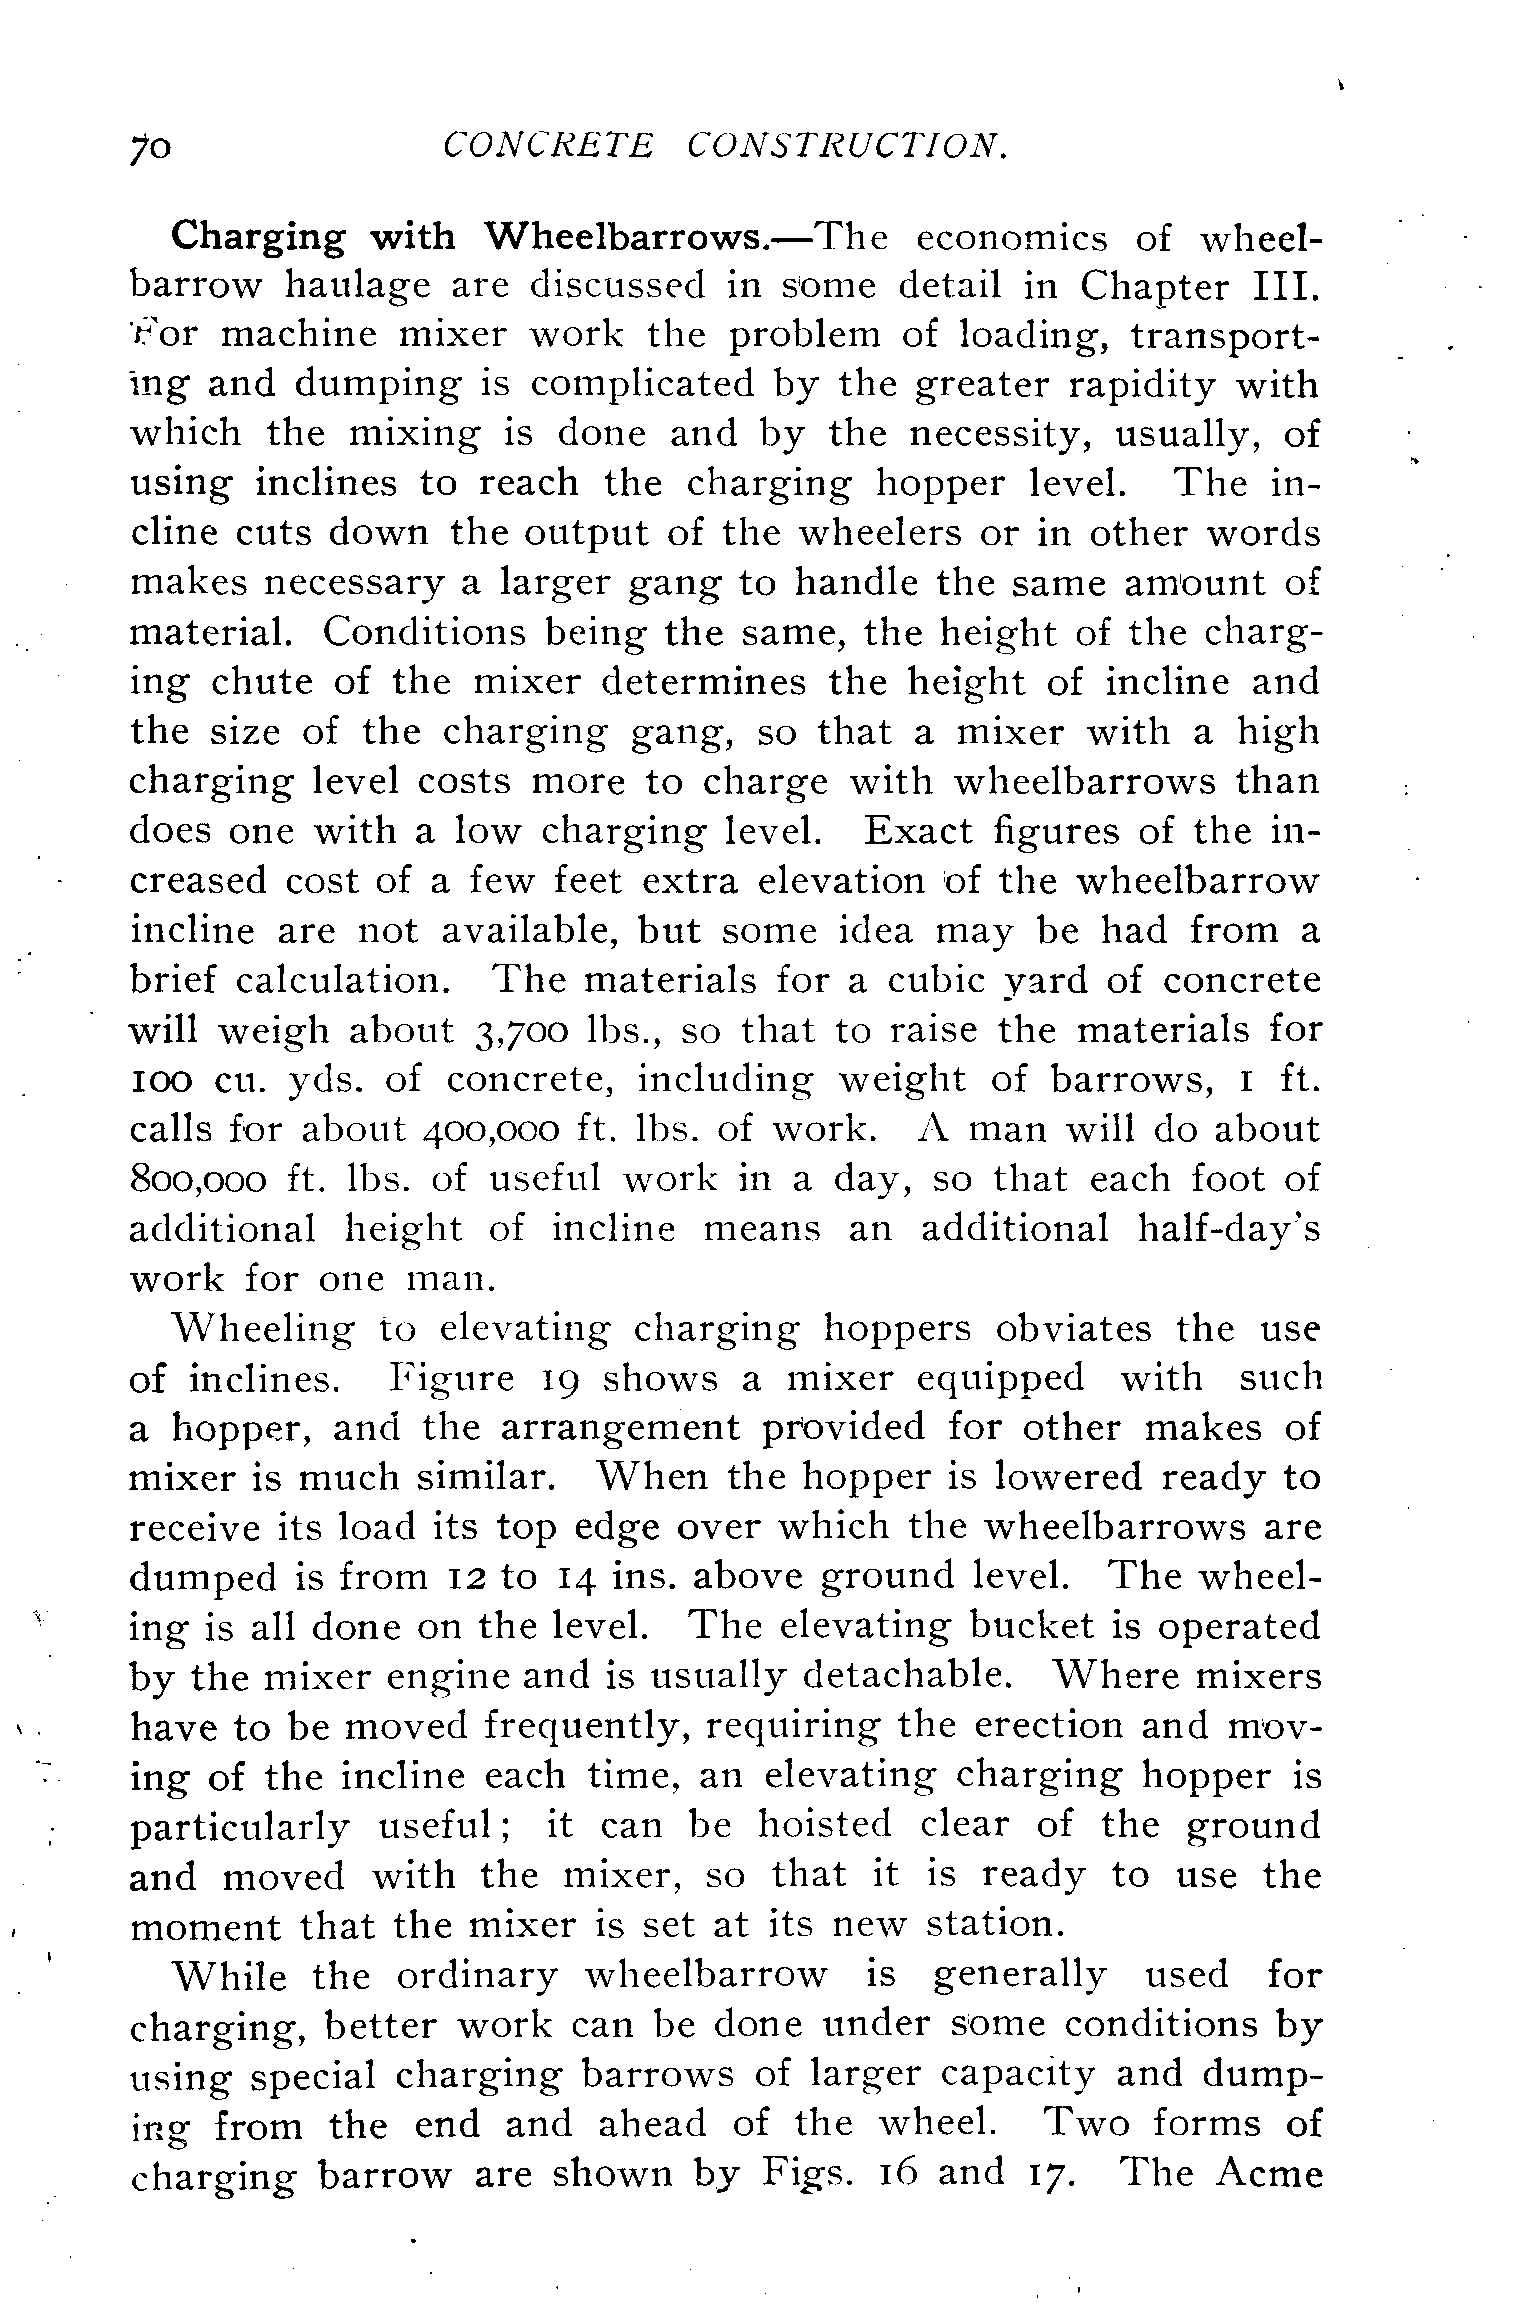 70 CONCRETE CONSTRUCTION.
Charging with Wheelbarrows.—The economics of wheel-
barrow haulage are discussed in some detail in Chapter III.
For machine mixer work the problem of loading, transport-
ing and dumping is complicated by the greater rapidity with
which the mixing is done and by the necessity, usually, of
using inclines to reach the charging hopper level. The in-
cline cuts down the output of the wheelers or in other words
makes necessary a larger gang to handle the same amount of
material. Conditions being the same, the height of the charg-
ing chute of the mixer determines the height of incline and
the size of the charging gang, so that a mixer with a high
charging level costs more to charge with wheelbarrows than
does one with a low charging level. Exact figures of the in-
creased cost of a few feet extra elevation of the wheelbarrow
incline are not available, but some idea may be had from a
brief calculation. The materials for a cubic yard of concrete
will weigh about 3,700 lbs., so that to raise the materials for
100 cu. yds. of concrete, including weight of barrows, 1 ft.
calls for about 400,000 ft. lbs. of work. A man will do about
800,000 ft. lbs. of useful work in a day, so that each foot of
additional height of incline means an additional half-day's
work for one man.
Wheeling to elevating charging hoppers obviates the use
of inclines. Figure 19 shows a mixer equipped with such
a hopper, and the arrangement provided for other makes of
mixer is much similar. When the hopper is lowered ready to
receive its load its top edge over which the wheelbarrows are
dumped is from 12 to 14 ins. above ground level. The wheel-
ing is all done on the level. The elevating bucket is operated
by the mixer engine and is usually detachable. Where mixers
have to be moved frequently, requiring the erection and mov-
ing of the incline each time, an elevating charging hopper is
particularly useful; it can be hoisted clear of the ground
and moved with the mixer, so that it is ready to use the
moment that the mixer is set at its new station.
While the ordinary wheelbarrow is generally used for
charging, better work can be done under some conditions by
using special charging barrows of larger capacity and dump-
ing from the end and ahead of the wheel. Two forms of
charging barrow are shown by Figs. 16 and 17. The Acme